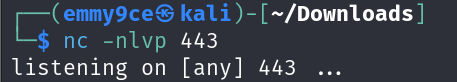 ┌──(emmy9ce㉿kali)-[~/Downloads]
└─$ nc -nlvp 443
listening on [any] 443 ...